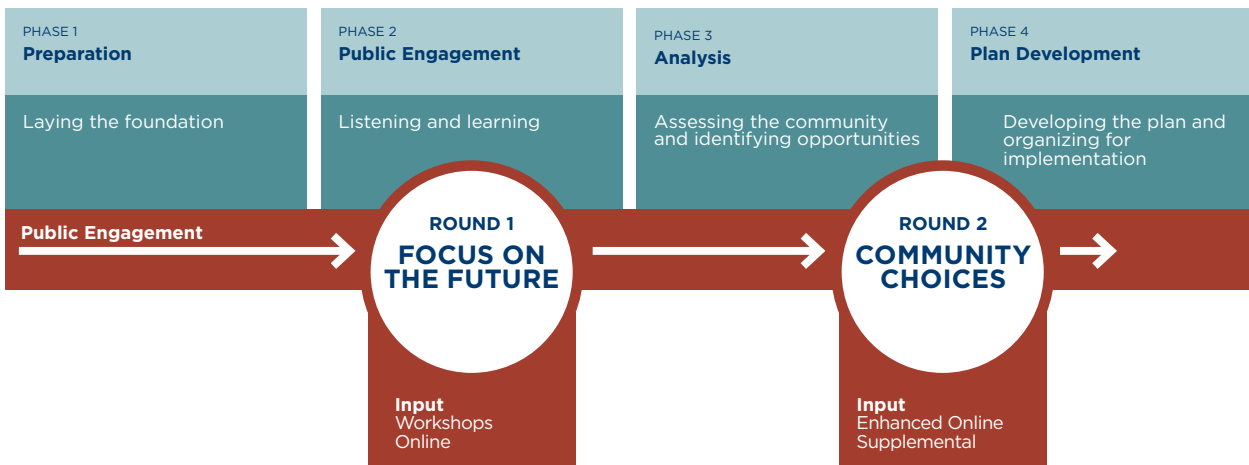 PHASE 1
Preparation
Laying the foundation
PHASE 2
Public Engagement
Listening and learning
PHASE 3
Analysis
Assessing the community
and identifying opportunities
PHASE 4
Plan Development
Developing the plan and
organizing for
implementation
Public Engagement
ROUND 1
FOCUS ON
THE FUTURE
Input
Workshops
Online
ROUND 2
COMMUNITY
CHOICES
Input
Enhanced Online
Supplemental